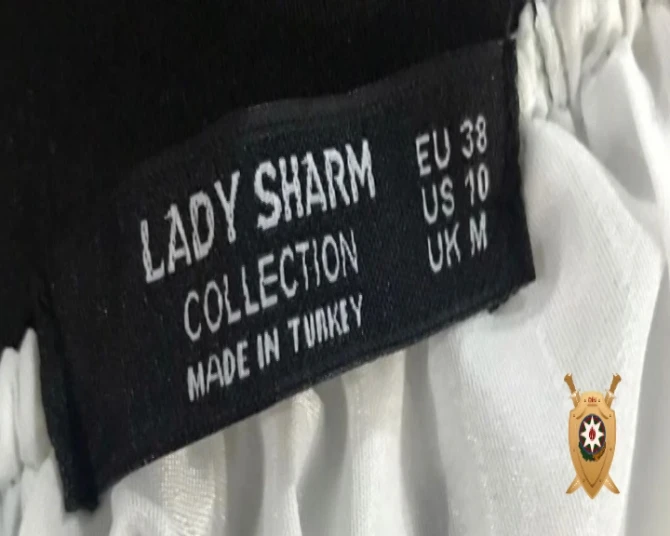 LADY SHARM
COLLECTION
MADE IN TURKEY
EU 38
US 10
UK M